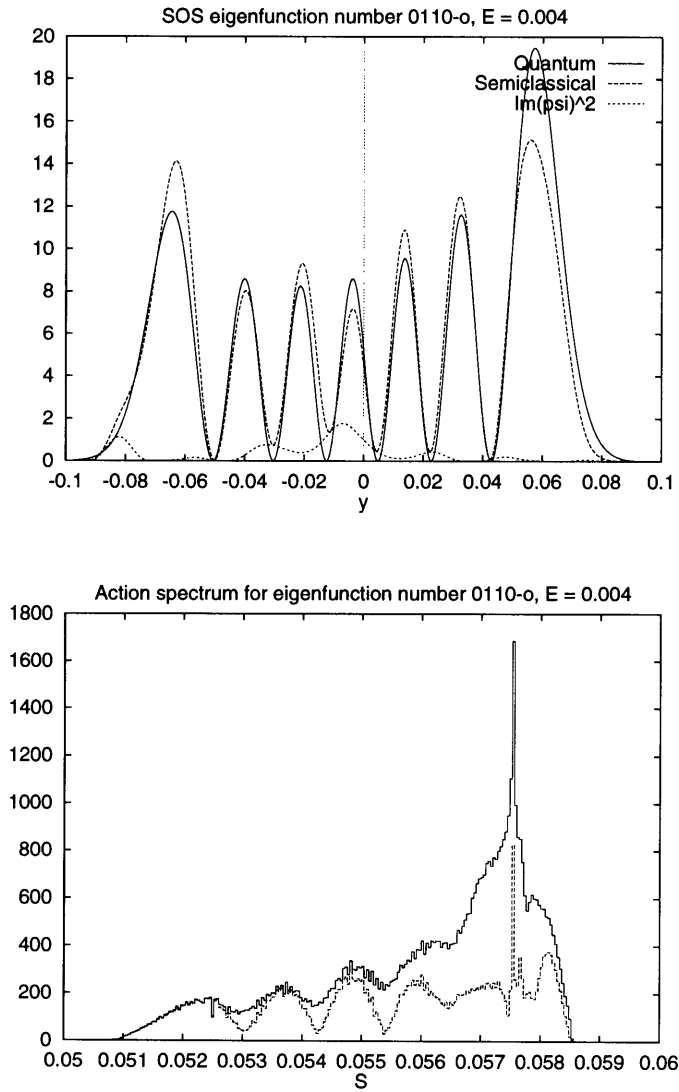 SOS eigenfunction number 0110-o, E = 0.004
20
18
16
14
12
10
8
6
4
2
0
Quantum
Semiclassical
Im(psi)^2
-0.1 -0.08 -0.06 -0.04 -0.02 0 0.02 0.04 0.06 0.08 0.1
y
Action spectrum for eigenfunction number 0110-o, E = 0.004
1800
1600
1400
1200
1000
800
600
400
200
0
0.05 0.051 0.052 0.053 0.054 0.055 0.056 0.057 0.058 0.059 0.06
S